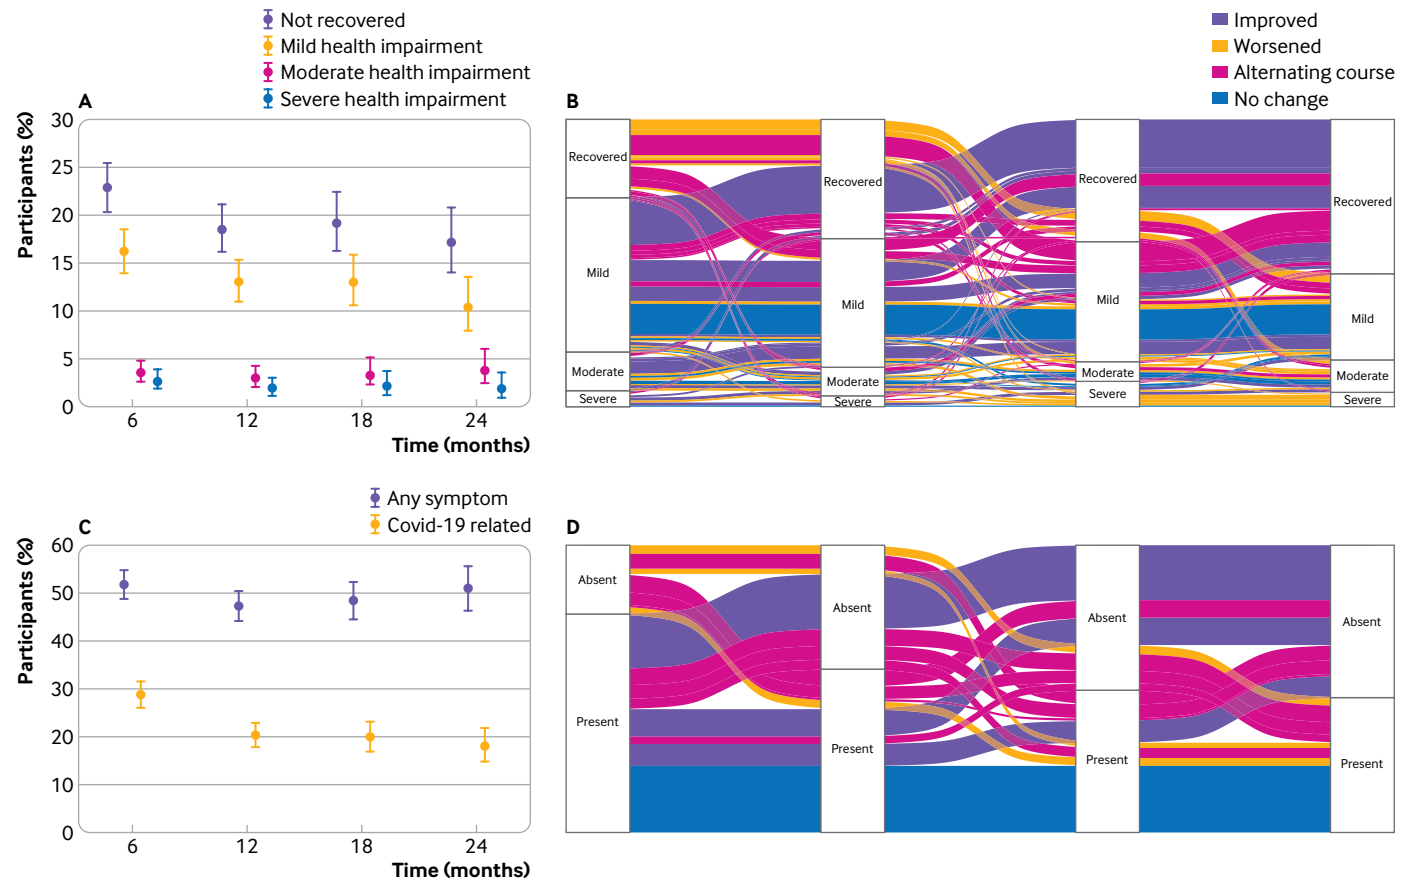 Not recovered
Mild health impairment
Moderate health impairment
Severe health impairment
A
Participants (%)
30
25
20
15
10
5
0
6
12
18
24
Time (months)
Improved
Worsened
Alternating course
No change
B
Recovered
Mild
Moderate
Severe
Recovered
Mild
Moderate
Severe
Recovered
Mild
Moderate
Severe
Recovered
Mild
Moderate
Severe
Any symptom
Covid-19 related
C
Participants (%)
60
50
40
30
20
10
0
6
12
18
24
Time (months)
D
Absent
Present
Absent
Present
Absent
Present
Absent
Present